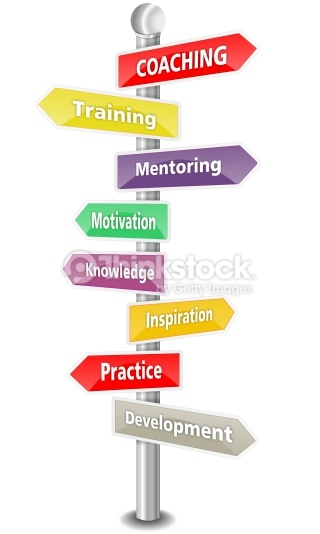 COACHING
Training
Mentoring
Motivation
Knowledge
Thinkstock
by Getty Images
Inspiration
Practice
Development